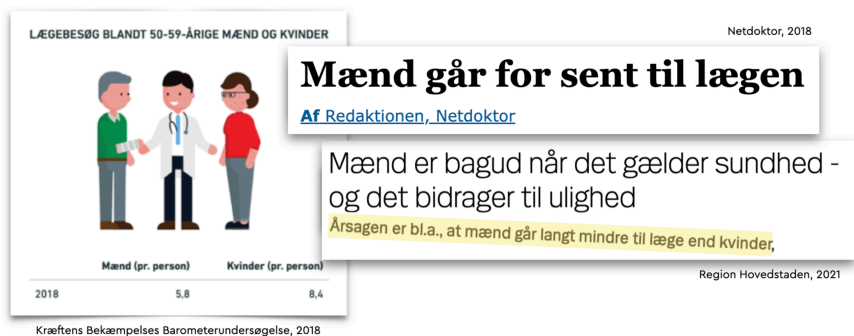 LÆGEBESØG BLANDT 50-59-ÅRIGE MÆND OG KVINDER
Mænd (pr. person) Kvinder (pr. person)
2018 5,8 8,4
Kræftens Bekæmpelses Barometerundersøgelse, 2018
Netdoktor, 2018
Mænd går for sent til lægen
Af Redaktionen, Netdoktor
Mænd er bagud når det gælder sundhed -
og det bidrager til ulighed
Årsagen er bl.a., at mænd går langt mindre til læge end kvinder,
Region Hovedstaden, 2021